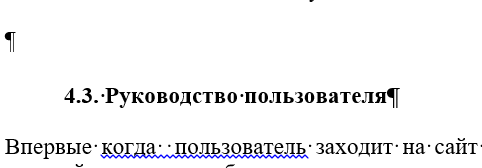 4.3. Руководство пользователя
Впервые когда  пользователь заходит на сайт